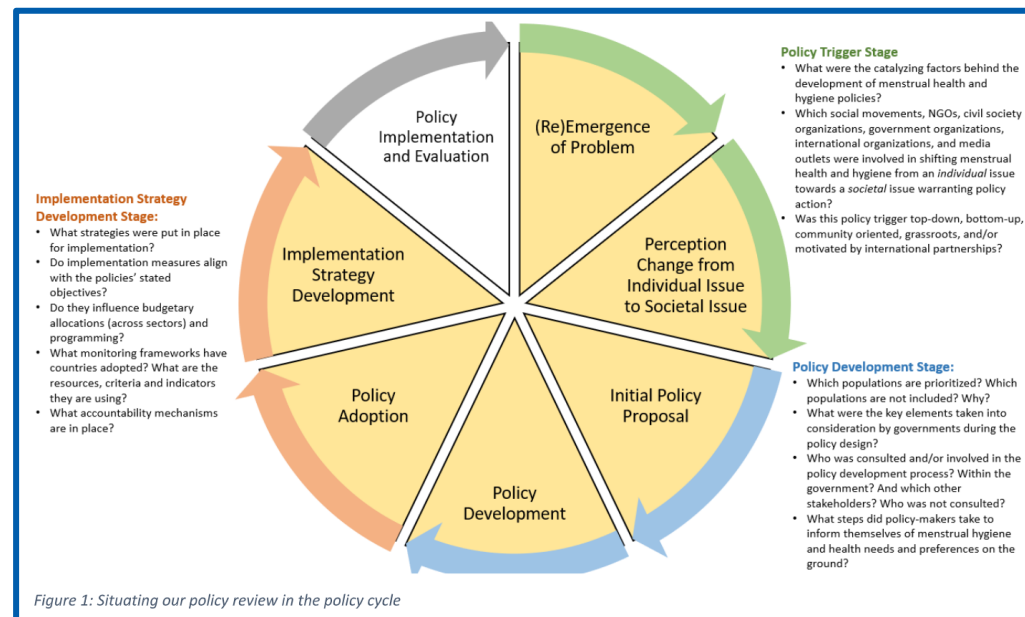 Policy
Implementation
and Evaluation
(Re)Emergence
of Problem
Perception
Change from
Individual Issue
to Societal Issue
Initial Policy
Proposal
Policy
Development
Policy
Adoption
Implementation
Strategy
Development
Policy Trigger Stage
• What were the catalyzing factors behind the
development of menstrual health and
hygiene policies?
• Which social movements, NGOs, civil society
organizations, government organizations,
international organizations, and media
outlets were involved in shifting menstrual
health and hygiene from an individual issue
towards a societal issue warranting policy
action?
• Was this policy trigger top-down, bottom-up,
community oriented, grassroots, and/or
motivated by international partnerships?
Policy Development Stage:
• Which populations are prioritized? Which
populations are not included? Why?
• What were the key elements taken into
consideration by governments during the
policy design?
• Who was consulted and/or involved in the
policy development process? Within the
government? And which other
stakeholders? Who was not consulted?
• What steps did policy-makers take to
inform themselves of menstrual hygiene
and health needs and preferences on the
ground?
Implementation Strategy
Development Stage:
• What strategies were put in place
for implementation?
• Do implementation measures align
with the policies' stated
objectives?
• Do they influence budgetary
allocations (across sectors) and
programming?
• What monitoring frameworks have
countries adopted? What are the
resources, criteria and indicators
they are using?
• What accountability mechanisms
are in place?
Figure 1: Situating our policy review in the policy cycle